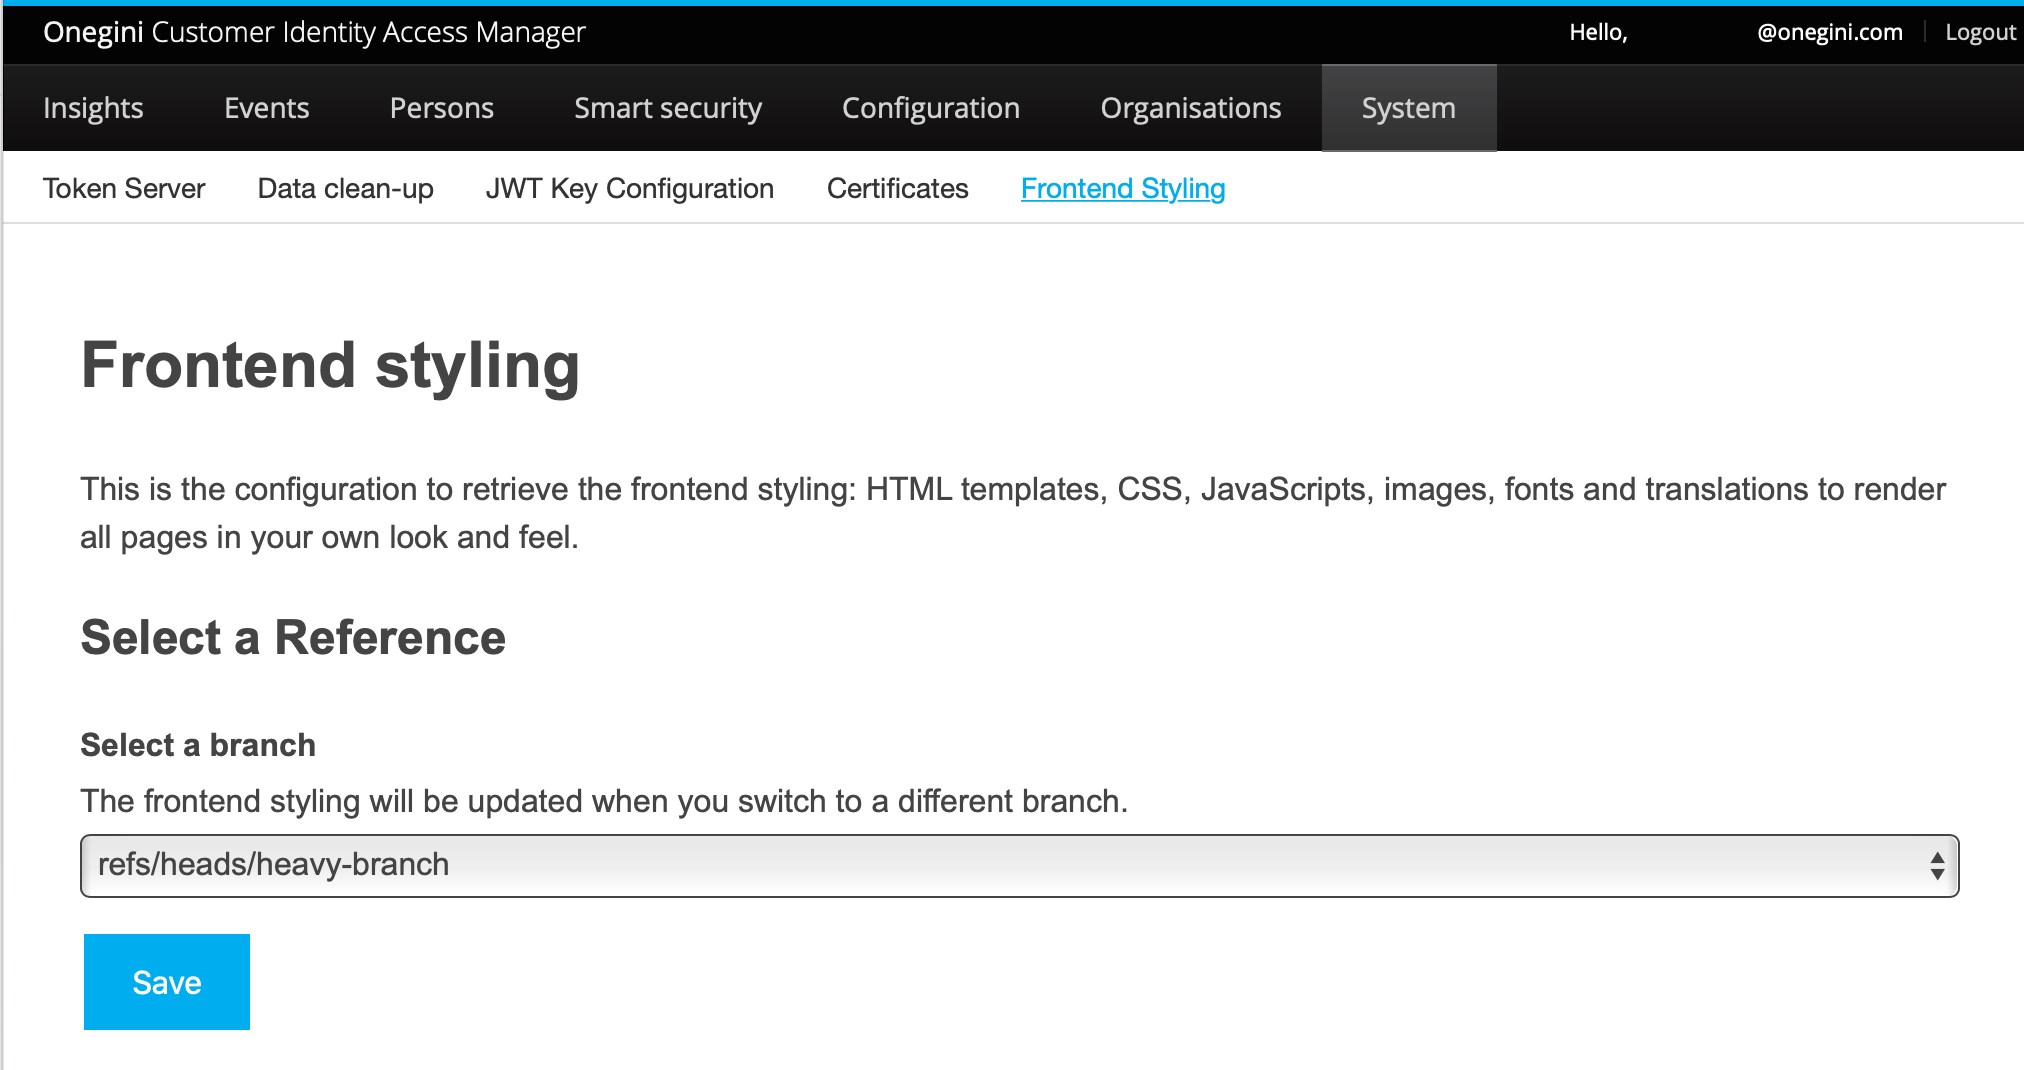 Onegini Customer Identity Access Manager Hello, @onegini.com Logout
Insights Events Persons Smart security Configuration Organisations System
Token Server Data clean-up JWT Key Configuration Certificates Frontend Styling
Frontend styling
This is the configuration to retrieve the frontend styling: HTML templates, CSS, JavaScripts, images, fonts and translations to render
all pages in your own look and feel.
Select a Reference
Select a branch
The frontend styling will be updated when you switch to a different branch.
refs/heads/heavy-branch
Save